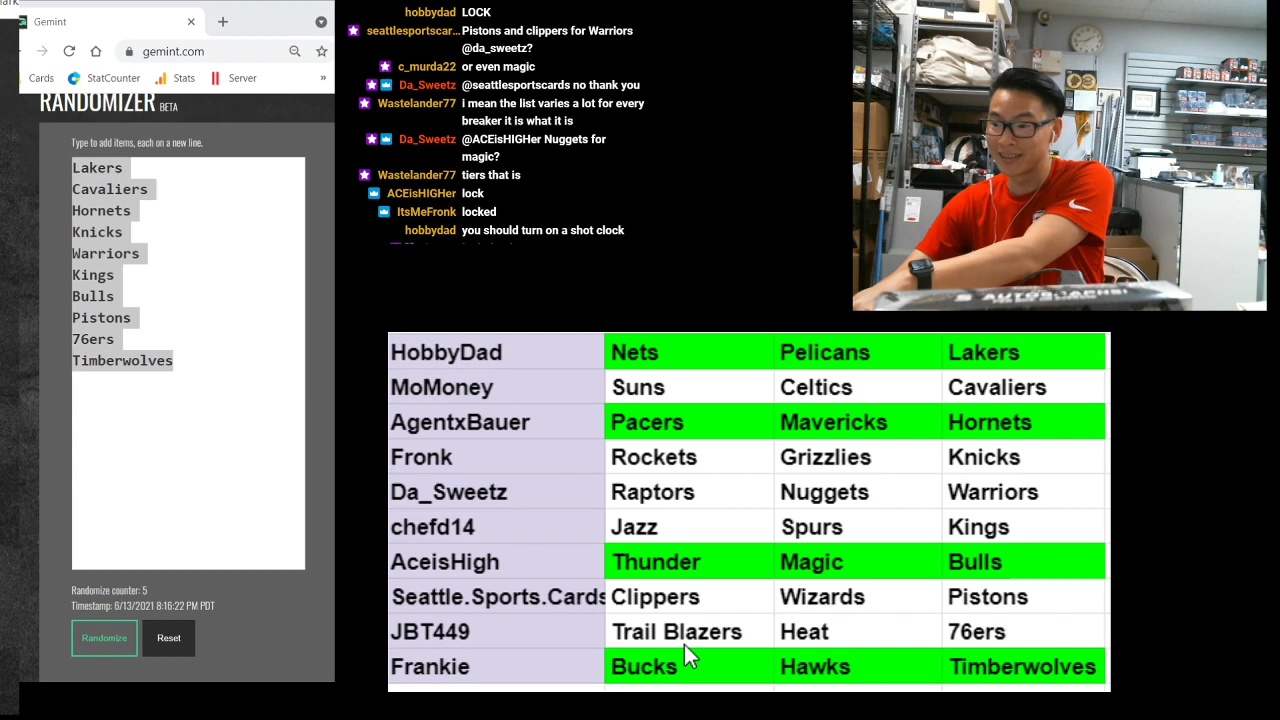 Gemint
gemint.com
Cards
StatCounter
Stats
Server
»
RANDOMIZER BETA
Type to add items, each on a new line.
Lakers
Cavaliers
Hornets
Knicks
Warriors
Kings
Bulls
Pistons
76ers
Timberwolves
Randomize counter: 5
Timestamp: 6/13/2021 8:16:22 PM PDT
Randomize
Reset
hobbydad LOCK
seattlesportscar... Pistons and clippers for Warriors
@da_sweetz?
c_murda22 or even magic
Da_Sweetz @seattlesportscards no thank you
Wastelander77 i mean the list varies a lot for every
breaker it is what it is
Da_Sweetz @ACEisHIGHer Nuggets for
magic?
Wastelander77 tiers that is
ACEisHIGHer lock
ItsMeFronk locked
hobbydad you should turn on a shot clock
5 AUTOGRAPHS!
HobbyDad Nets Pelicans Lakers
MoMoney Suns Celtics Cavaliers
AgentxBauer Pacers Mavericks Hornets
Fronk Rockets Grizzlies Knicks
Da_Sweetz Raptors Nuggets Warriors
chefd14 Jazz Spurs Kings
AceisHigh Thunder Magic Bulls
Seattle.Sports.Cards Clippers Wizards Pistons
JBT449 Trail Blazers Heat 76ers
Frankie Bucks Hawks Timberwolves